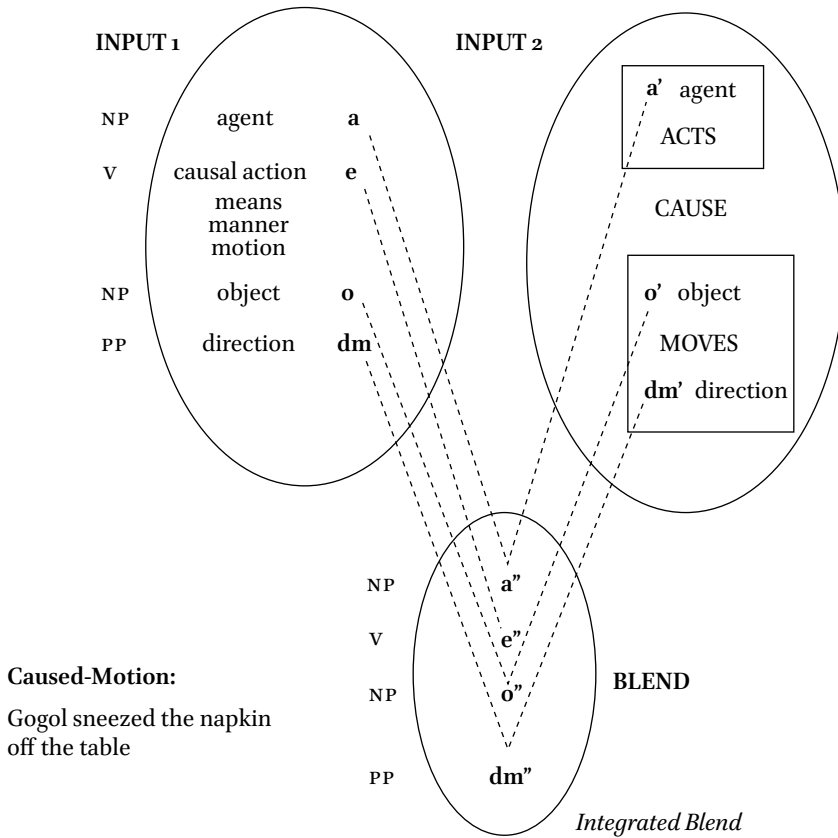 INPUT 1 INPUT 2
a’ agent
NP agent a
ACTS
V causal action e
means
CAUSE
manner
motion
NP object o o’ object
PP direction dm MOVES
dm’ direction
NP a”
V e”
Caused-Motion: BLEND
NP o”
Gogol sneezed the napkin
off the table
PP dm”
Integrated Blend